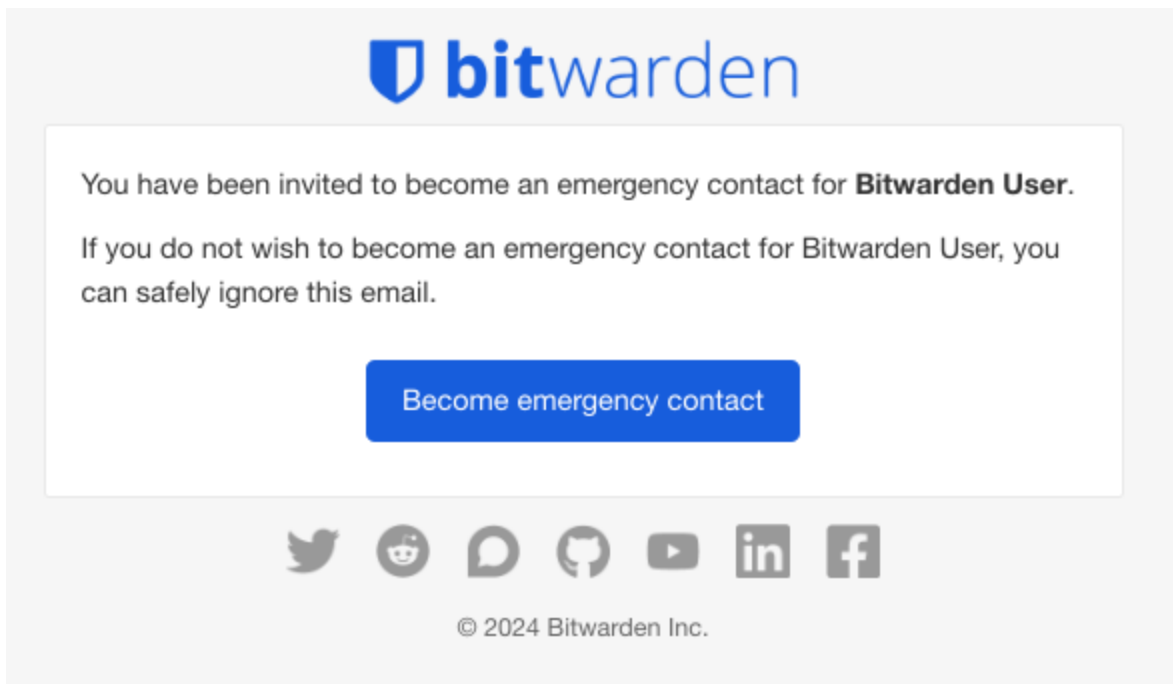 bitwarden
You have been invited to become an emergency contact for Bitwarden User.
If you do not wish to become an emergency contact for Bitwarden User, you
can safely ignore this email.
Become emergency contact
in f
© 2024 Bitwarden Inc.